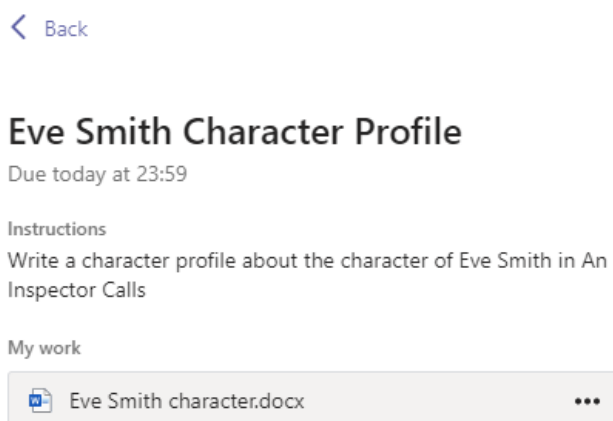 Back
Eve Smith Character Profile
Due today at 23:59
Instructions
Write a character profile about the character of Eve Smith in An
Inspector Calls
My work
Eve Smith character.docx